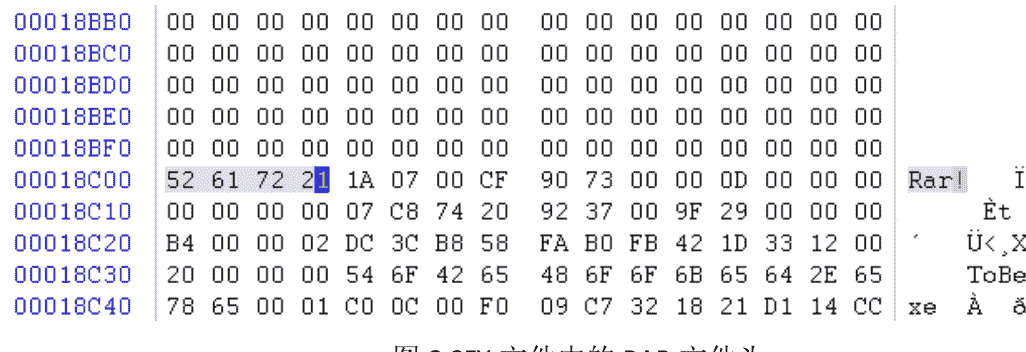 00018BB0 00 00 00 00 00 00 00 00 00 00 00 00 00 00 00 00
00018BC0 00 00 00 00 00 00 00 00 00 00 00 00 00 00 00 00
00018BD0 00 00 00 00 00 00 00 00 00 00 00 00 00 00 00 00
00018BE0 00 00 00 00 00 00 00 00 00 00 00 00 00 00 00 00
00018BF0 00 00 00 00 00 00 00 00 00 00 00 00 00 00 00 00
00018C00 52 61 72 21 1A 07 00 CF 90 73 00 00 0D 00 00 00 Rar! Ï
00018C10 00 00 00 00 07 C8 74 20 92 37 00 9F 29 00 00 00 Èt
00018C20 B4 00 00 02 DC 3C B8 58 FA B0 FB 42 1D 33 12 00 ´ Ü<¸X
00018C30 20 00 00 00 54 6F 42 65 48 6F 6F 6B 65 64 2E 65 ToBe
00018C40 78 65 00 01 C0 0C 00 F0 09 C7 32 18 21 D1 14 CC xe À ð